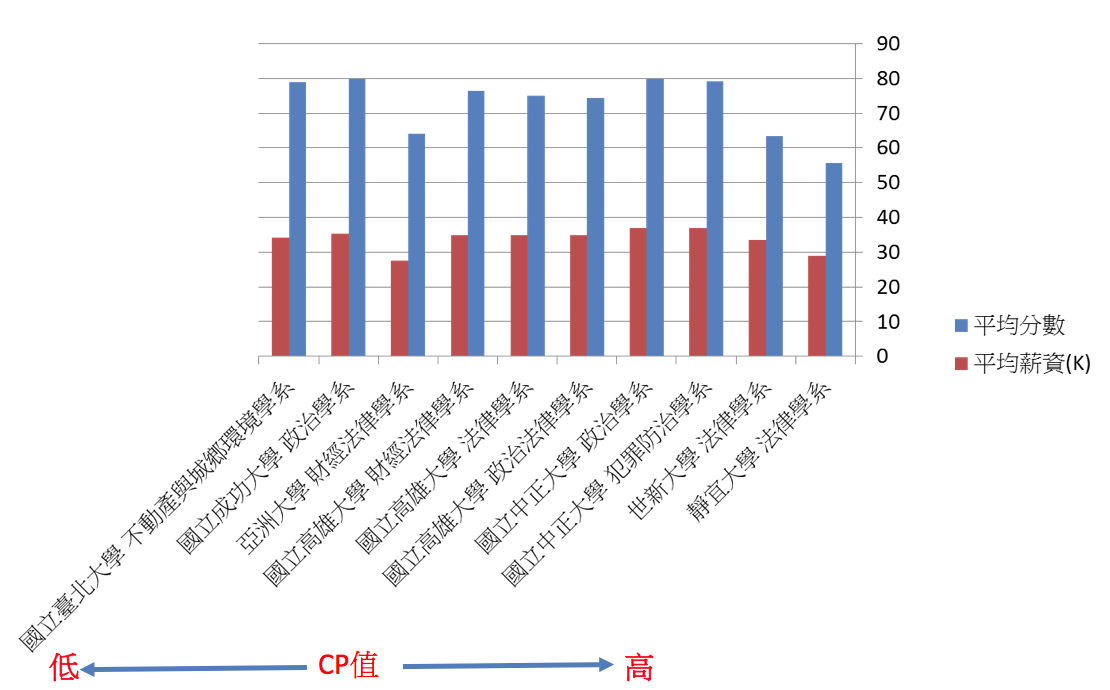 90
80
70
60
50
40
30
20
10
0
平均分數
平均薪資(K)
國立臺北大學 不動產與城鄉環境學系
國立成功大學 政治學系
亞洲大學 財經法律學系
國立高雄大學 財經法律學系
國立高雄大學 法律學系
國立高雄大學 政治法律學系
國立中正大學 政治學系
國立中正大學 犯罪防治學系
世新大學 法律學系
靜宜大學 法律學系
低 CP值 高